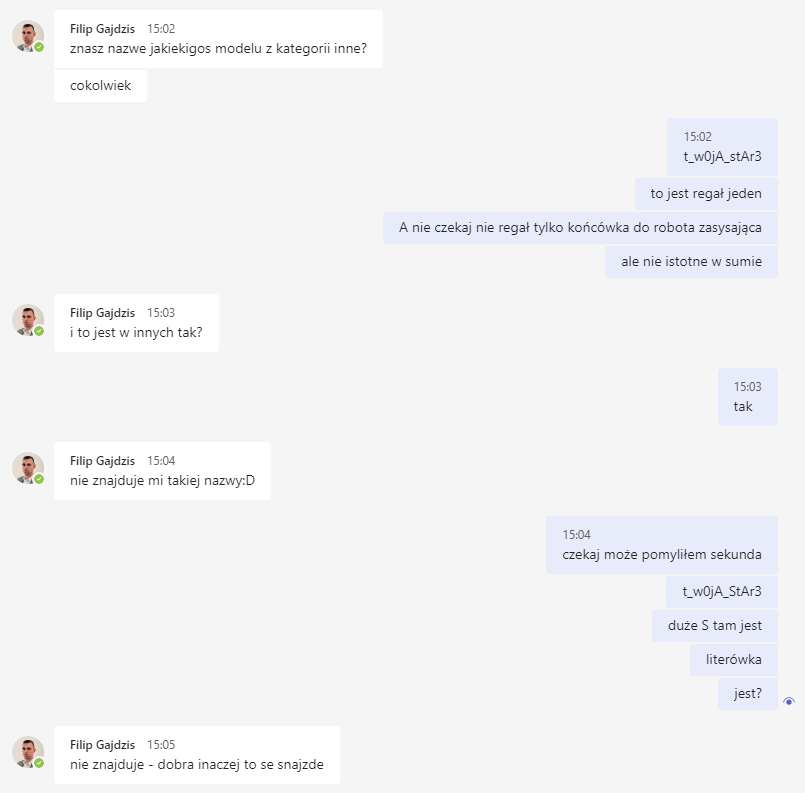 Filip Gajdzis 15:02
znasz nazwe jakiekigos modelu z kategorii inne?
cokolwiek
15:02
t_w0jA_stAr3
to jest regał jeden
A nie czekaj nie regał tylko końcówka do robota zasysająca
ale nie istotne w sumie
Filip Gajdzis 15:03
i to jest w innych tak?
15:03
tak
Filip Gajdzis 15:04
nie znajduje mi takiej nazwy:D
15:04
czekaj może pomyliłem sekunda
t_w0jA_StAr3
duże S tam jest
literówka
jest?
Filip Gajdzis 15:05
nie znajduje - dobra inaczej to se snajzde